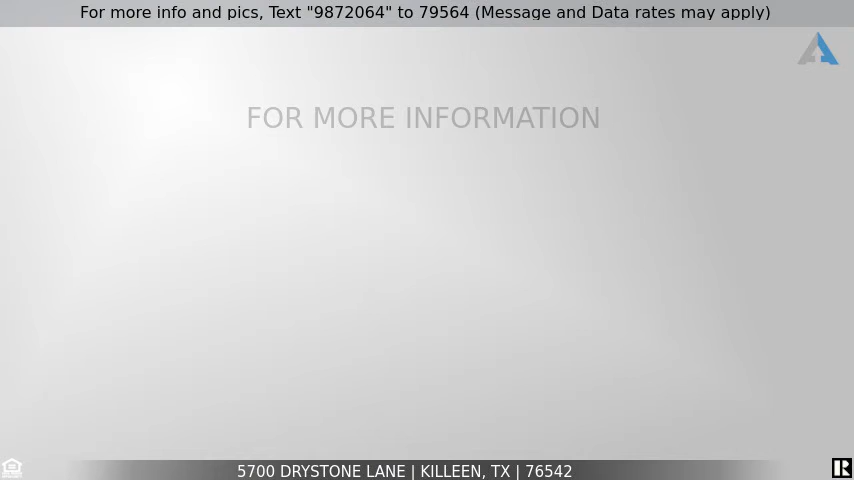 For more info and pics, Text "9872064" to 79564 (Message and Data rates may apply)
FOR MORE INFORMATION
5700 DRYSTONE LANE | KILLEEN, TX | 76542